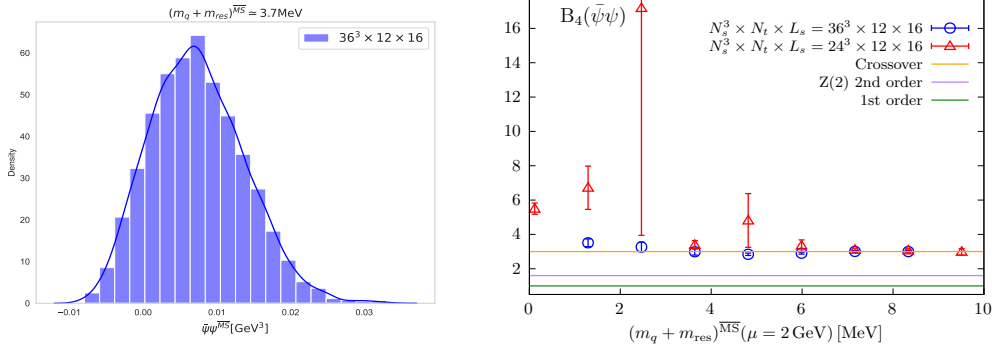 (m_q + m_res)^{\overline{MS}} ≃ 3.7MeV
36³ × 12 × 16
60
50
40
30
20
10
0
Density
−0.01 0.00 0.01 0.02 0.03
ψ̄ψ^{\overline{MS}}[GeV³]
B₄(ψ̄ψ)
N_s³ × N_t × L_s = 36³ × 12 × 16
N_s³ × N_t × L_s = 24³ × 12 × 16
Crossover
Z(2) 2nd order
1st order
16
14
12
10
8
6
4
2
0 2 4 6 8 10
(m_q + m_res)^{\overline{MS}}(μ = 2 GeV) [MeV]